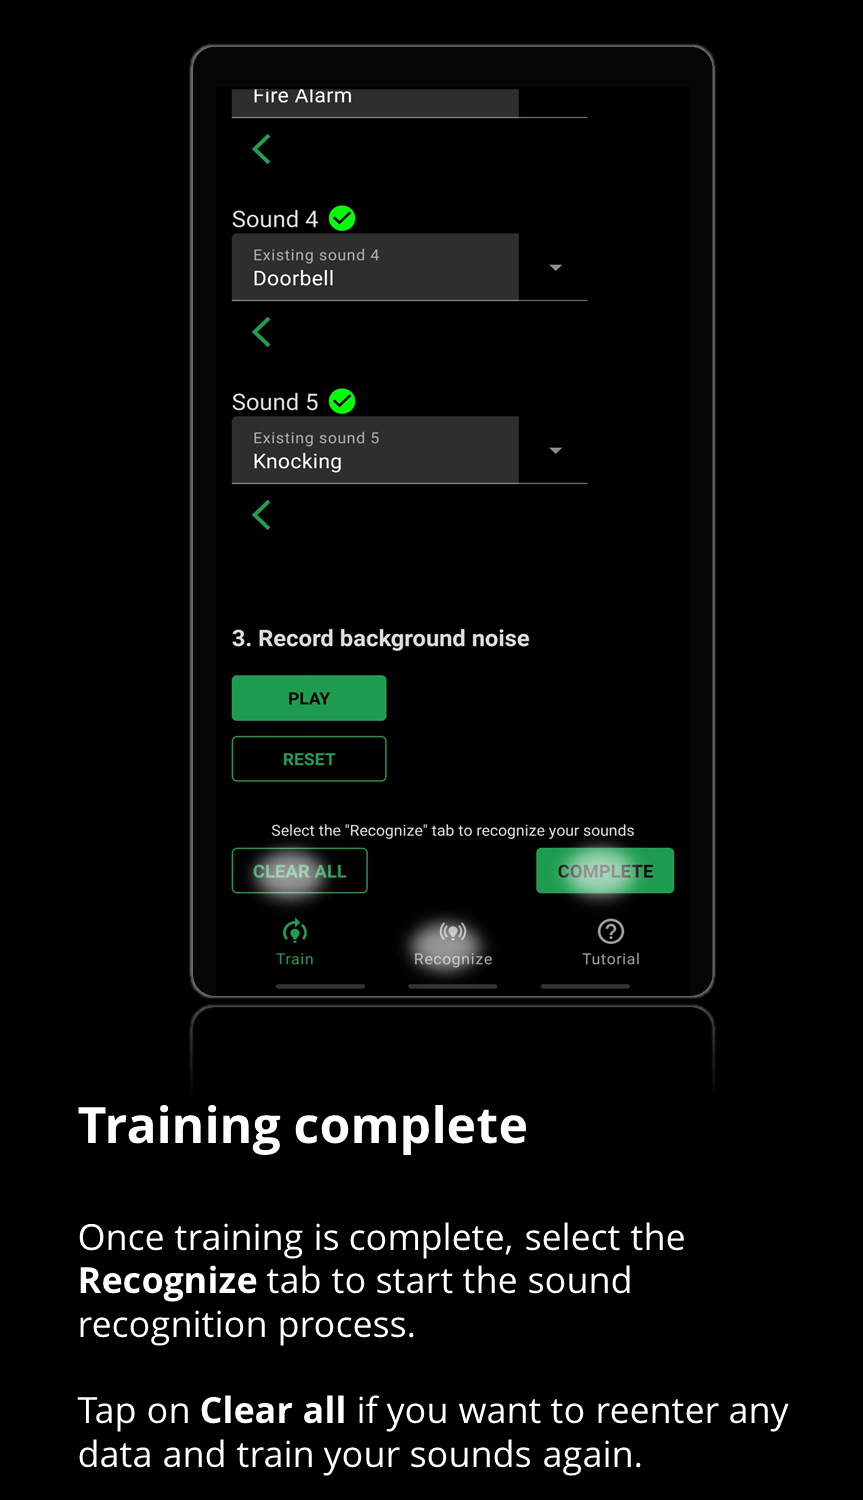 Fire Alarm
Sound 4
Existing sound 4
Doorbell
Sound 5
Existing sound 5
Knocking
3. Record background noise
PLAY
RESET
Select the "Recognize" tab to recognize your sounds
CLEAR ALL
COMPLETE
Train
Recognize
Tutorial
Training complete
Once training is complete, select the
Recognize tab to start the sound
recognition process.
Tap on Clear all if you want to reenter any
data and train your sounds again.